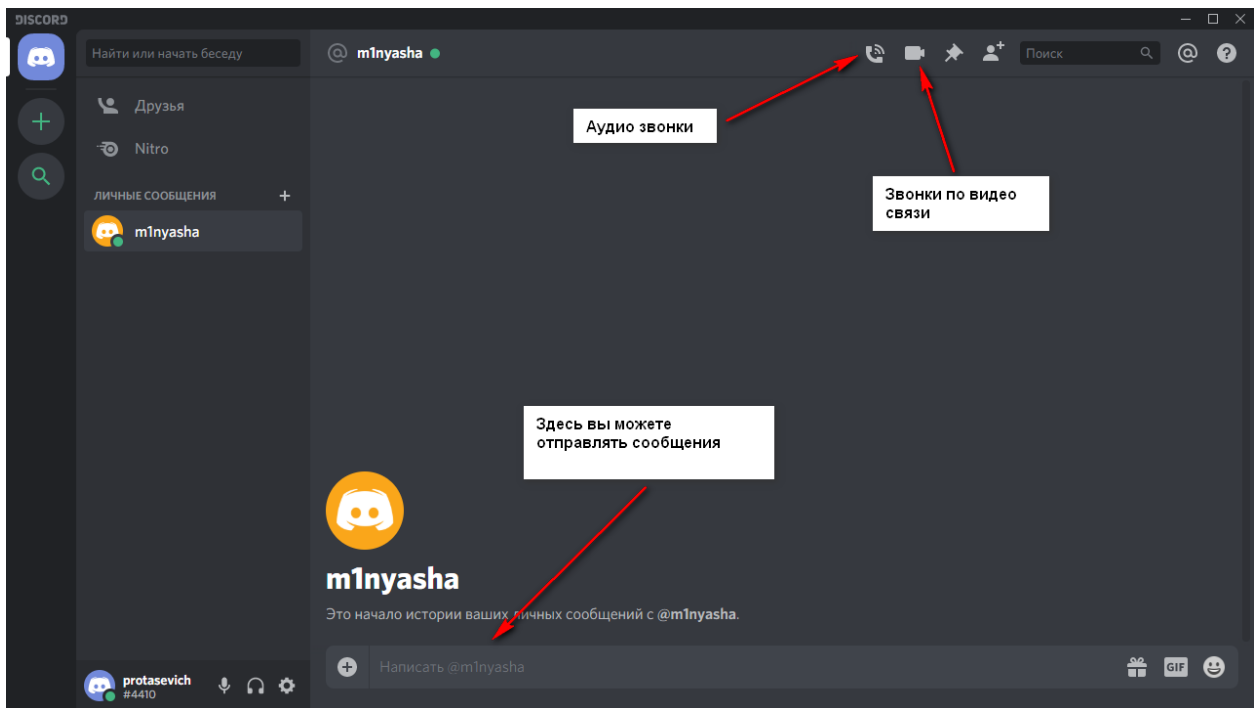 DISCORD
Найти или начать беседу
m1nyasha
Поиск
Друзья
Nitro
ЛИЧНЫЕ СООБЩЕНИЯ
m1nyasha
Аудио звонки
Звонки по видео
связи
Здесь вы можете
отправлять сообщения
m1nyasha
Это начало истории ваших личных сообщений с @m1nyasha.
Написать @m1nyasha
GIF
protasevich
#4410